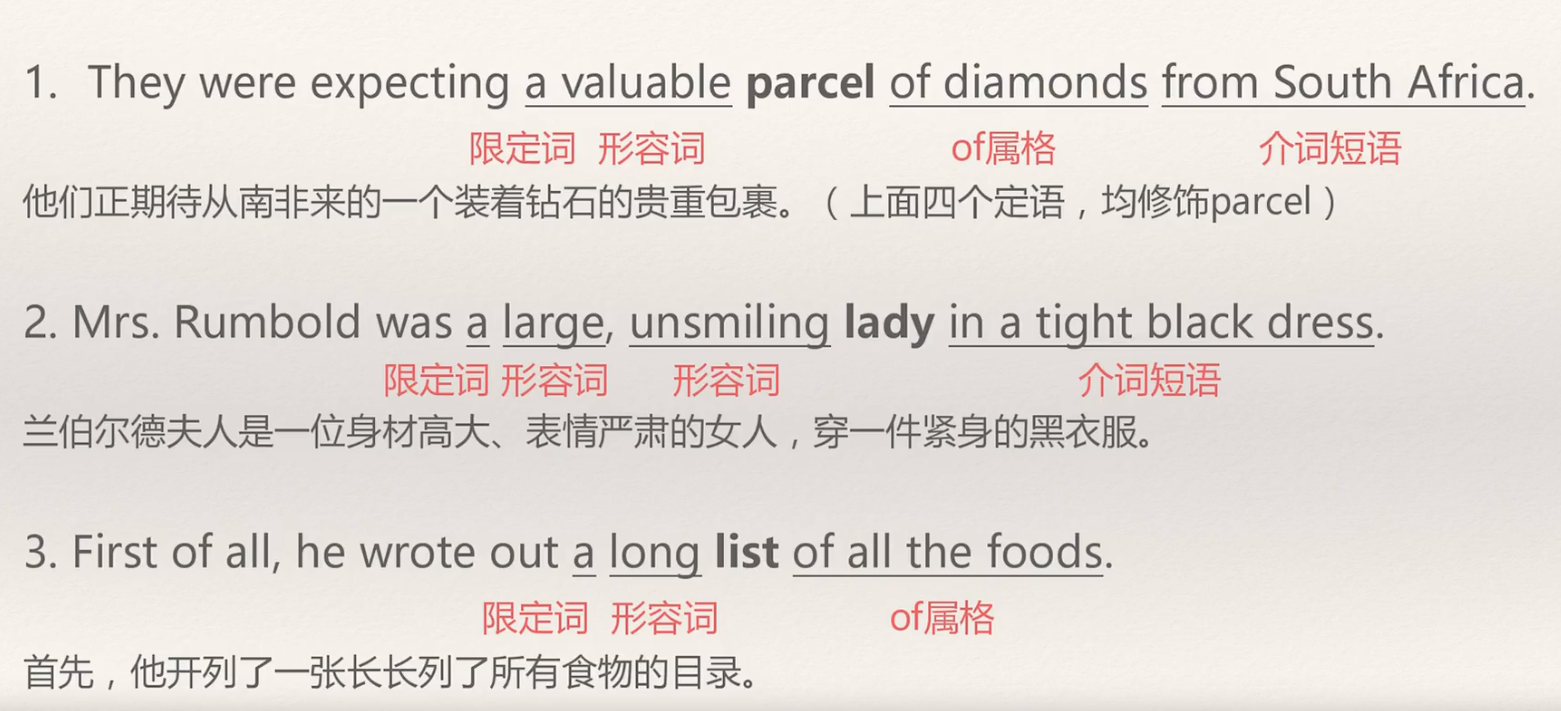 1. They were expecting a valuable parcel of diamonds from South Africa.
限定词 形容词 of属格 介词短语
他们正期待从南非来的一个装着钻石的贵重包裹。（上面四个定语，均修饰parcel）
2. Mrs. Rumbold was a large, unsmiling lady in a tight black dress.
限定词 形容词 形容词 介词短语
兰伯尔德夫人是一位身材高大、表情严肃的女人，穿一件紧身的黑衣服。
3. First of all, he wrote out a long list of all the foods.
限定词 形容词 of属格
首先，他开列了一张长长列了所有食物的目录。